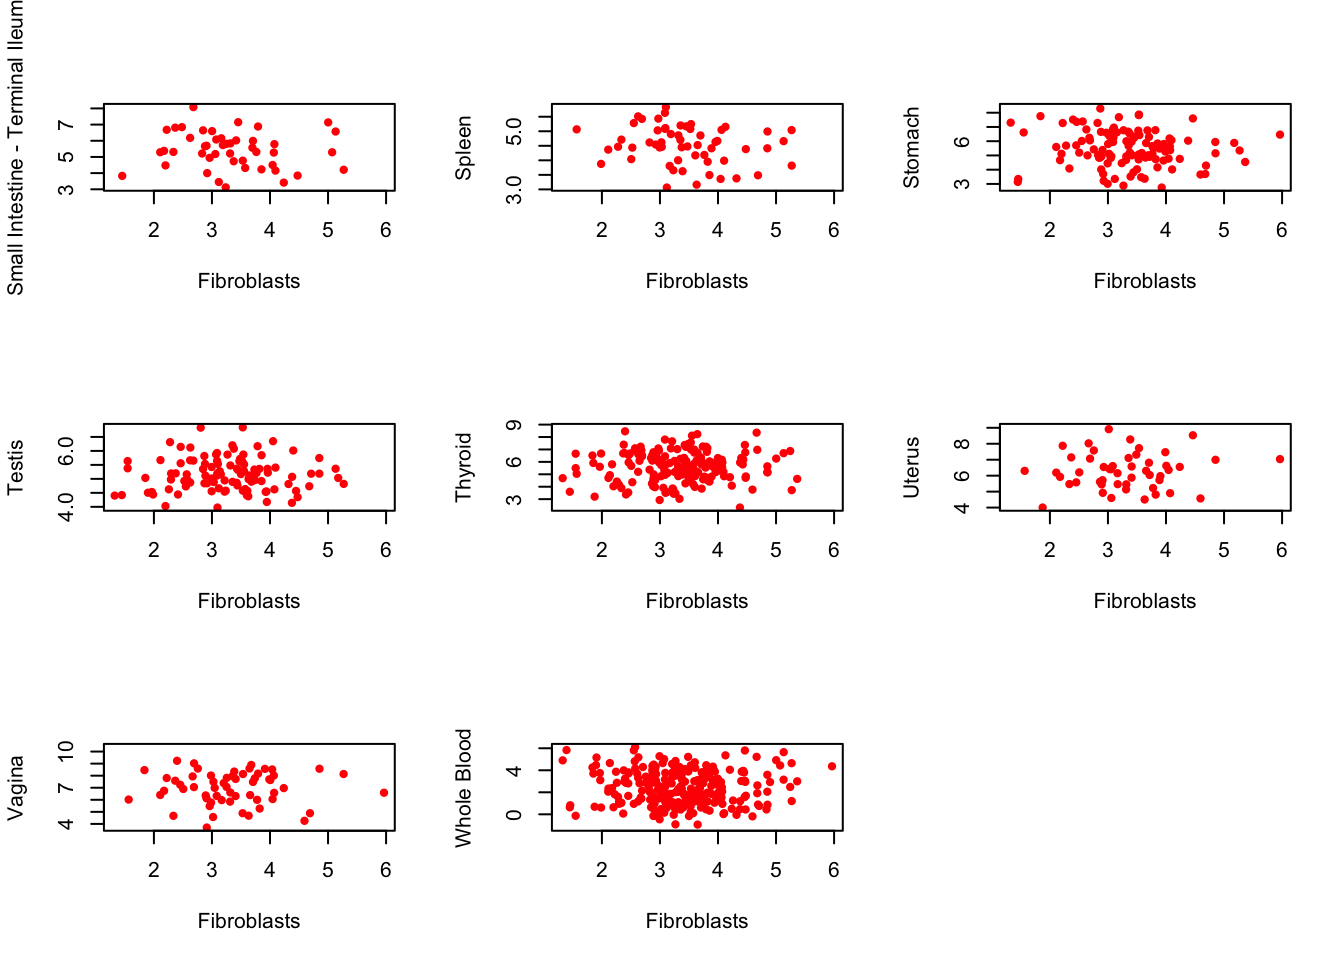 Small Intestine - Terminal Ileum
3 5 7
2 3 4 5 6
Fibroblasts
Spleen
3.0 5.0
2 3 4 5 6
Fibroblasts
Stomach
3 6
2 3 4 5 6
Fibroblasts
Testis
4.0 6.0
2 3 4 5 6
Fibroblasts
Thyroid
3 6 9
2 3 4 5 6
Fibroblasts
Uterus
4 6 8
2 3 4 5 6
Fibroblasts
Vagina
4 7 10
2 3 4 5 6
Fibroblasts
Whole Blood
0 4
2 3 4 5 6
Fibroblasts